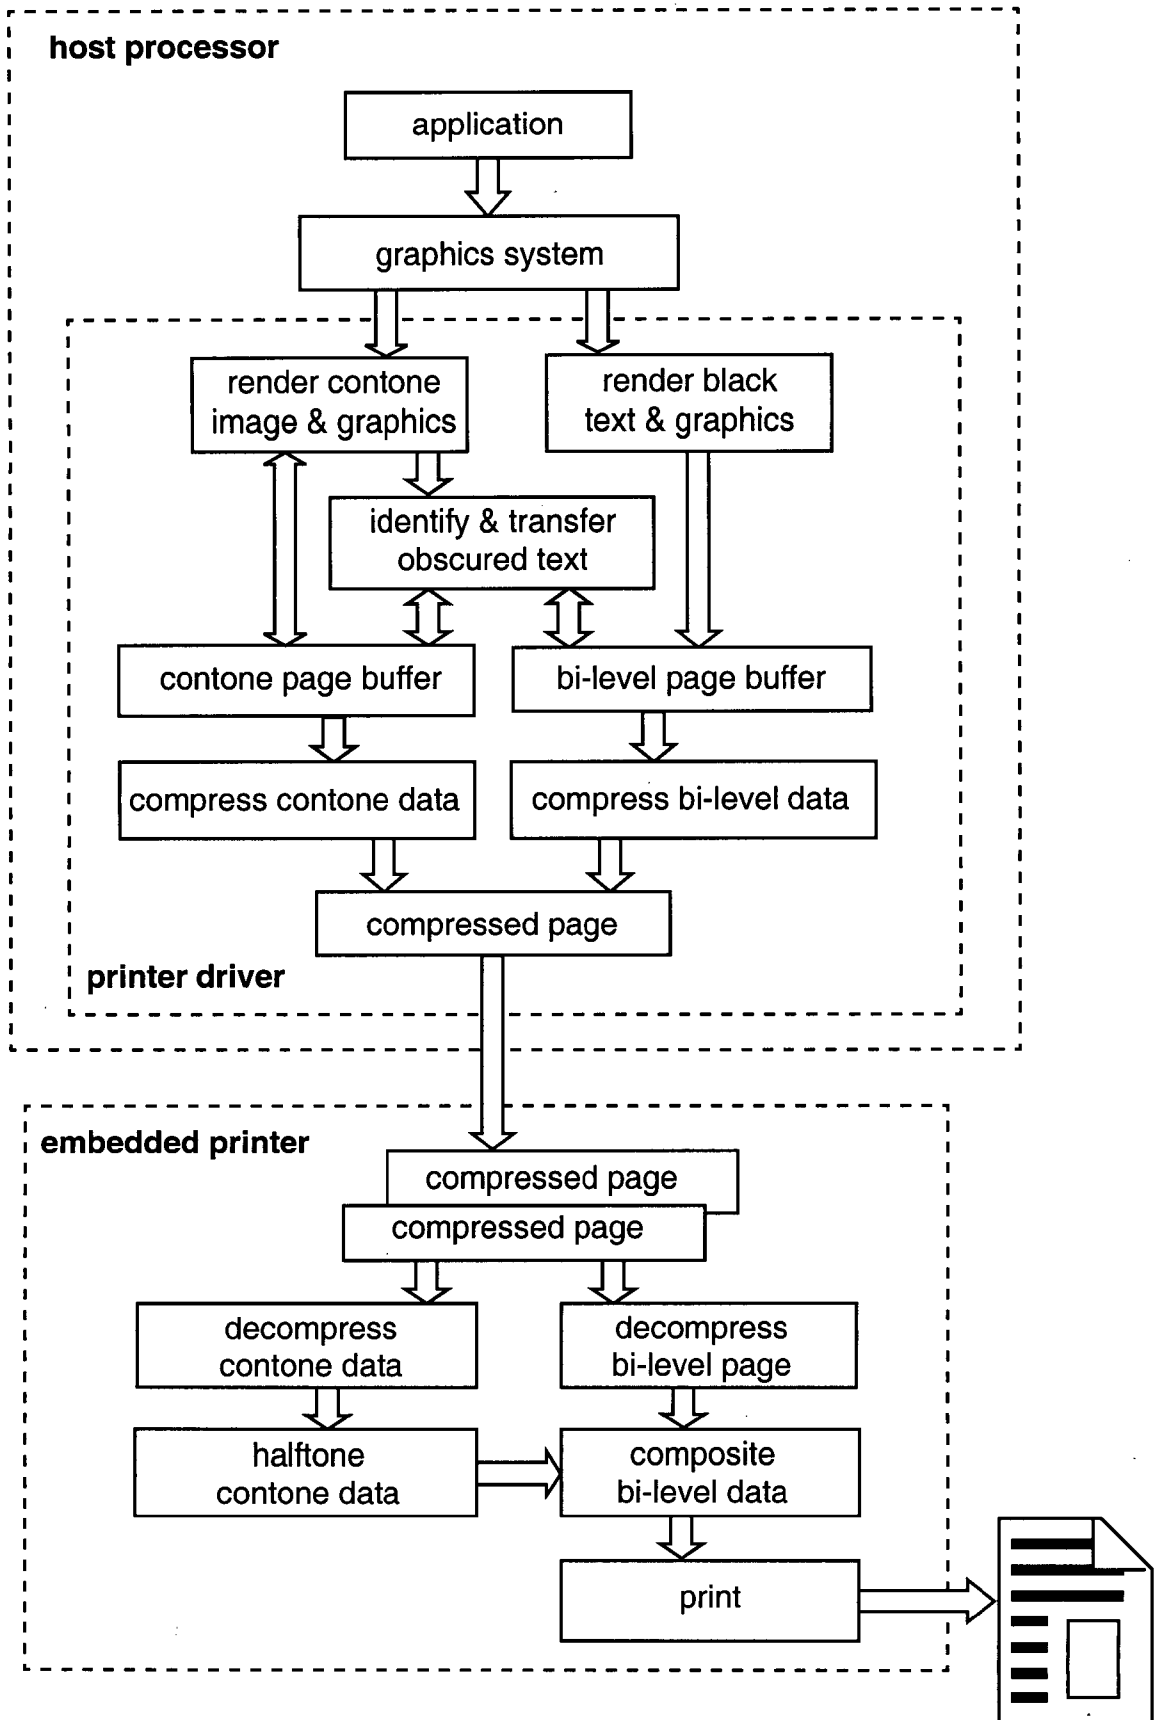 host processor
application
graphics system
render contone
image & graphics
render black
text & graphics
identify & transfer
obscured text
contone page buffer
bi-level page buffer
compress contone data
compress bi-level data
compressed page
printer driver
embedded printer
compressed page
compressed page
decompress
contone data
decompress
bi-level page
halftone
contone data
composite
bi-level data
print